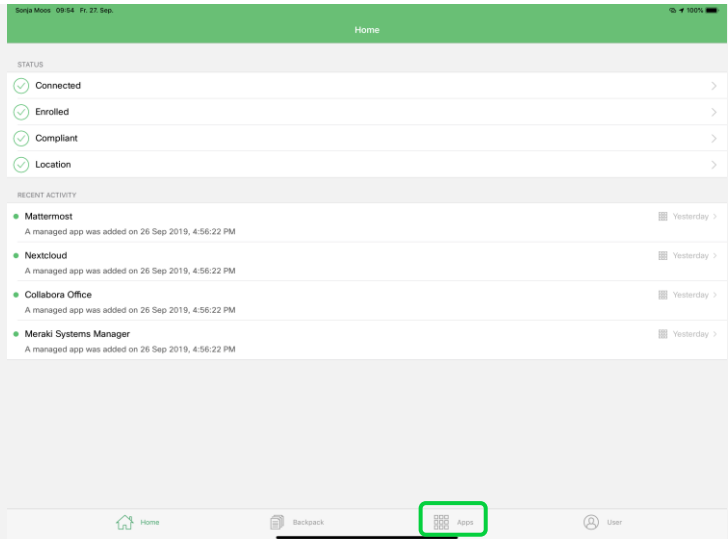 Sonja Moos 09:54 Fr. 27. Sep. 100%
Home
STATUS
Connected
Enrolled
Compliant
Location
RECENT ACTIVITY
Mattermost Yesterday
A managed app was added on 26 Sep 2019, 4:56:22 PM
Nextcloud Yesterday
A managed app was added on 26 Sep 2019, 4:56:22 PM
Collabora Office Yesterday
A managed app was added on 26 Sep 2019, 4:56:22 PM
Meraki Systems Manager Yesterday
A managed app was added on 26 Sep 2019, 4:56:22 PM
Home Backpack Apps User